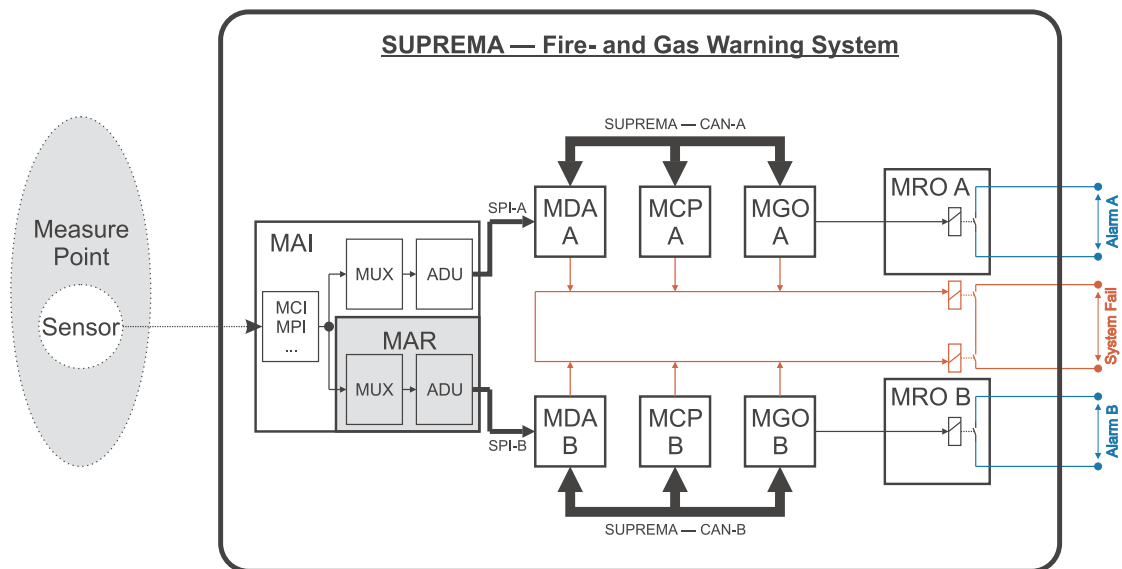 SUPREMA — Fire- and Gas Warning System
SUPREMA — CAN-A
Measure
Point
Sensor
MAI
MCI
MPI
...
MUX
ADU
MAR
MUX
ADU
SPI-A
SPI-B
MDA
A
MCP
A
MGO
A
MRO A
Alarm A
System Fail
MDA
B
MCP
B
MGO
B
MRO B
Alarm B
SUPREMA — CAN-B